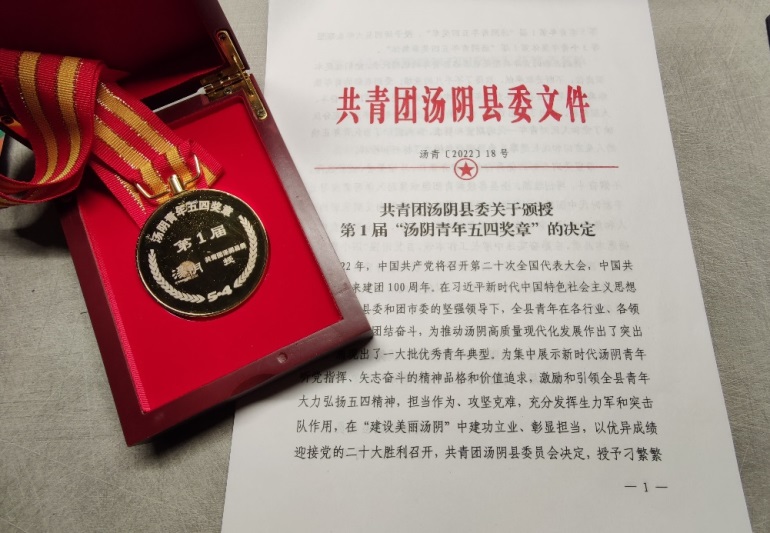 汤阴青年五四奖章
第1届
汤阴
共青团汤阴县委
授
5·4
共青团汤阴县委文件
汤青〔2022〕18号
共青团汤阴县委关于颁授
第1届“汤阴青年五四奖章”的决定
22年，中国共产党将召开第二十次全国代表大会，中国共
来建团100周年。在习近平新时代中国特色社会主义思想
县委和团市委的坚强领导下，全县青年在各行业、各领
团结奋斗，为推动汤阴高质量现代化发展作出了突出
出了一大批优秀青年典型。为集中展示新时代汤阴青年
听党指挥、矢志奋斗的精神品格和价值追求，激励和引领全县青年
大力弘扬五四精神，担当作为、攻坚克难，充分发挥生力军和突击
队作用，在“建设美丽汤阴”中建功立业、彰显担当，以优异成绩
迎接党的二十大胜利召开，共青团汤阴县委员会决定，授予刁繁繁
— 1 —